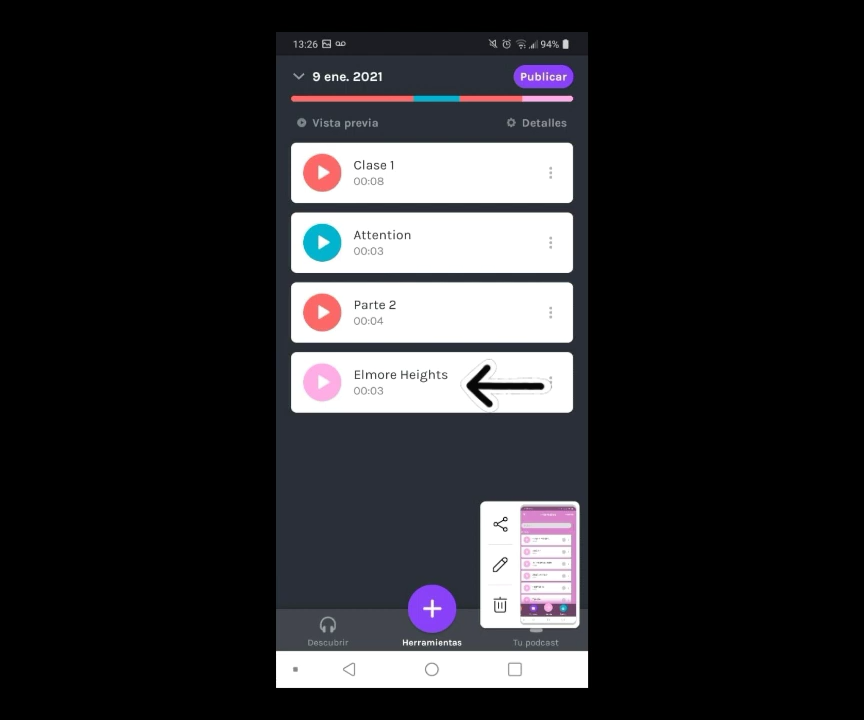 13:26 94%
9 ene. 2021 Publicar
Vista previa Detalles
Clase 1
00:08
Attention
00:03
Parte 2
00:04
Elmore Heights
00:03
Descubrir Herramientas Tu podcast